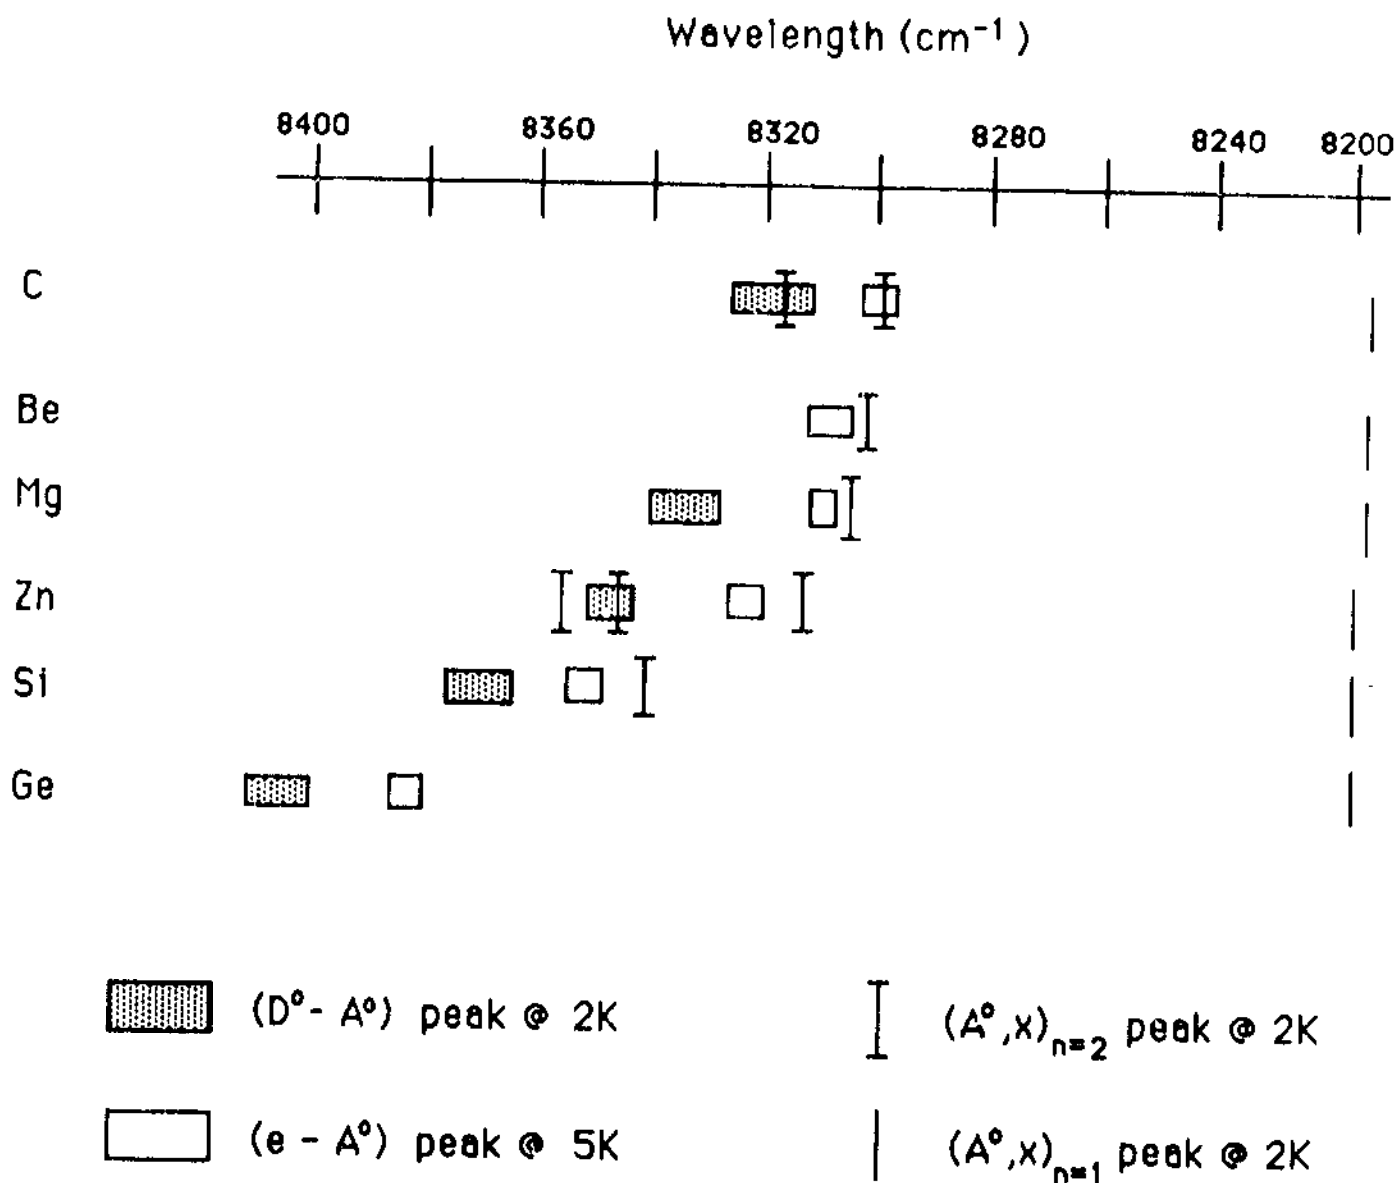 Wavelength (cm⁻¹)
8400 8360 8320 8280 8240 8200
C
Be
Mg
Zn
Si
Ge
(D° - A°) peak @ 2K
(A°,x)n=2 peak @ 2K
(e - A°) peak @ 5K
(A°,x)n=1 peak @ 2K